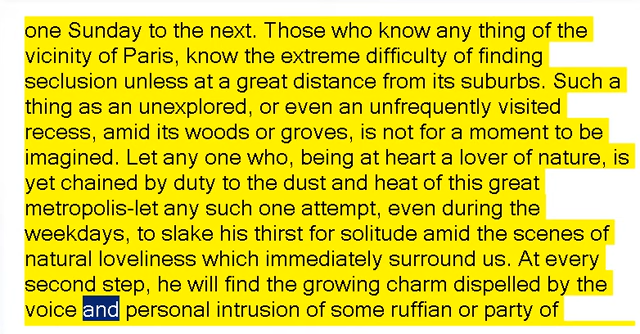 one Sunday to the next. Those who know any thing of the
vicinity of Paris, know the extreme difficulty of finding
seclusion unless at a great distance from its suburbs. Such a
thing as an unexplored, or even an unfrequently visited
recess, amid its woods or groves, is not for a moment to be
imagined. Let any one who, being at heart a lover of nature, is
yet chained by duty to the dust and heat of this great
metropolis-let any such one attempt, even during the
weekdays, to slake his thirst for solitude amid the scenes of
natural loveliness which immediately surround us. At every
second step, he will find the growing charm dispelled by the
voice and personal intrusion of some ruffian or party of